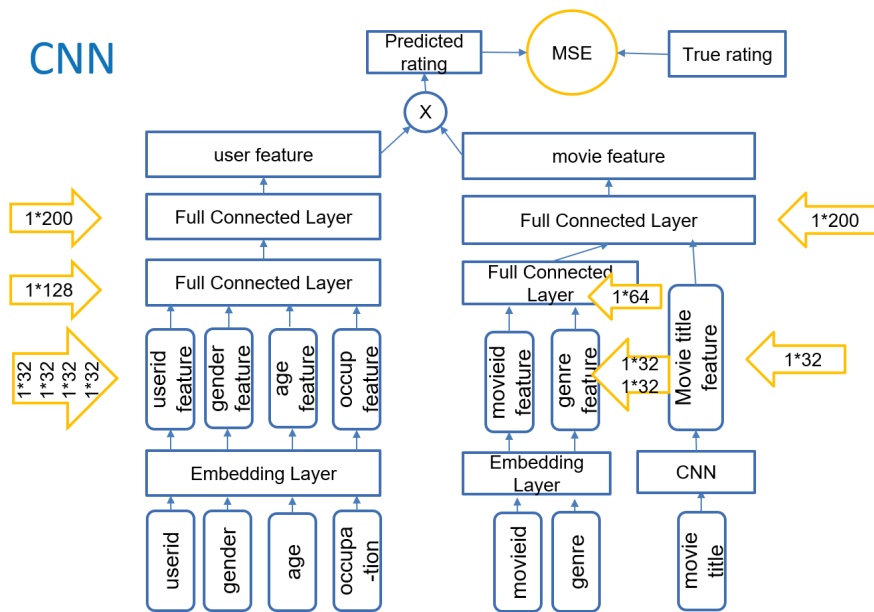 CNN
Predicted
rating
MSE
True rating
X
user feature
movie feature
1*200
Full Connected Layer
Full Connected Layer
1*200
1*128
Full Connected Layer
Full Connected
Layer
1*64
1*32
1*32
1*32
1*32
userid
feature
gender
feature
age
feature
occup
feature
movieid
feature
genre
feature
1*32
1*32
Movie title
feature
1*32
Embedding Layer
Embedding
Layer
CNN
userid
gender
age
occupa
-tion
movieid
genre
movie
title